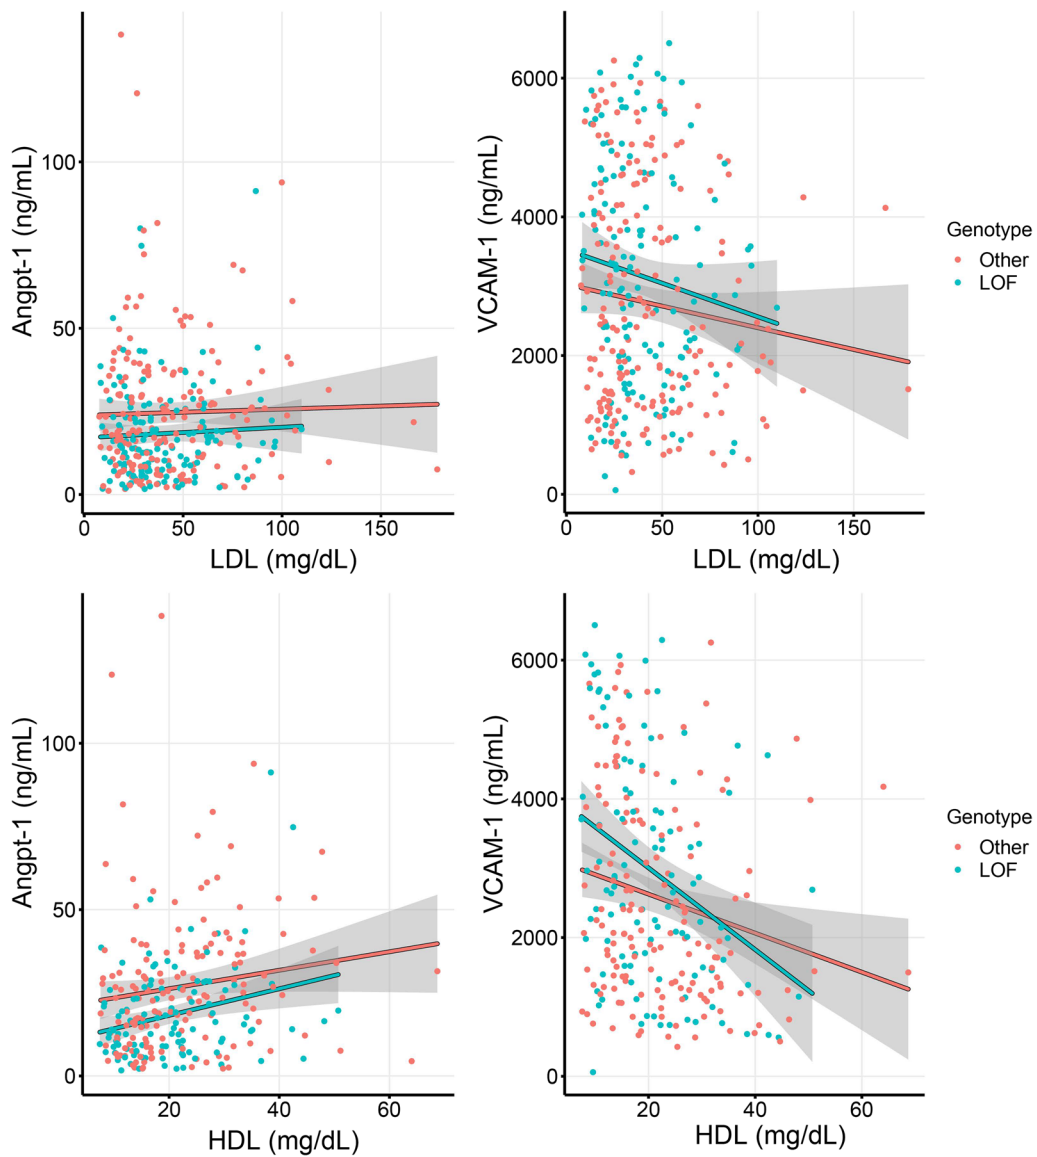 Angpt-1 (ng/mL)
100
50
0
0 50 100 150
LDL (mg/dL)
VCAM-1 (ng/mL)
6000
4000
2000
0
0 50 100 150
LDL (mg/dL)
Genotype
Other
LOF
Angpt-1 (ng/mL)
100
50
0
20 40 60
HDL (mg/dL)
VCAM-1 (ng/mL)
6000
4000
2000
0
20 40 60
HDL (mg/dL)
Genotype
Other
LOF